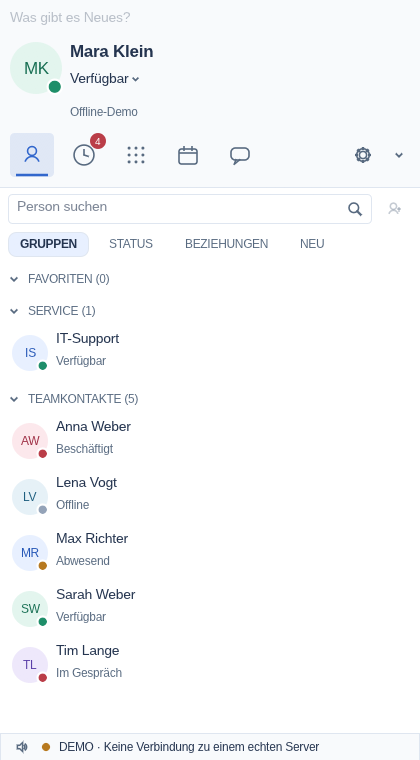 Was gibt es Neues?
MK
Mara Klein
Verfügbar
Offline-Demo
4
Person suchen
GRUPPEN STATUS BEZIEHUNGEN NEU
FAVORITEN (0)
SERVICE (1)
IS
IT-Support
Verfügbar
TEAMKONTAKTE (5)
AW
Anna Weber
Beschäftigt
LV
Lena Vogt
Offline
MR
Max Richter
Abwesend
SW
Sarah Weber
Verfügbar
TL
Tim Lange
Im Gespräch
DEMO · Keine Verbindung zu einem echten Server